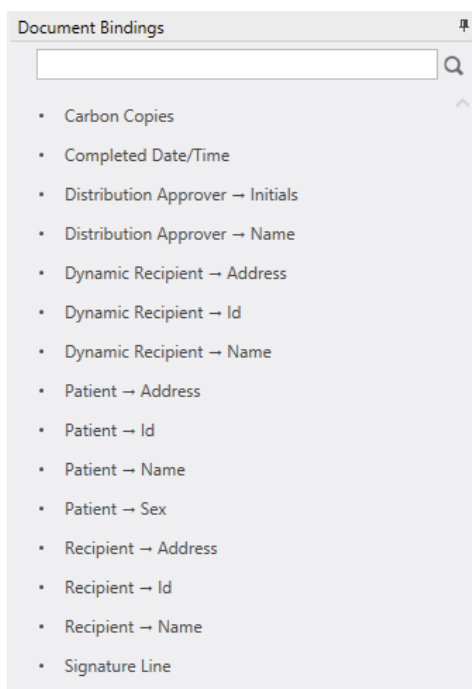 Document Bindings
• Carbon Copies
• Completed Date/Time
• Distribution Approver → Initials
• Distribution Approver → Name
• Dynamic Recipient → Address
• Dynamic Recipient → Id
• Dynamic Recipient → Name
• Patient → Address
• Patient → Id
• Patient → Name
• Patient → Sex
• Recipient → Address
• Recipient → Id
• Recipient → Name
• Signature Line